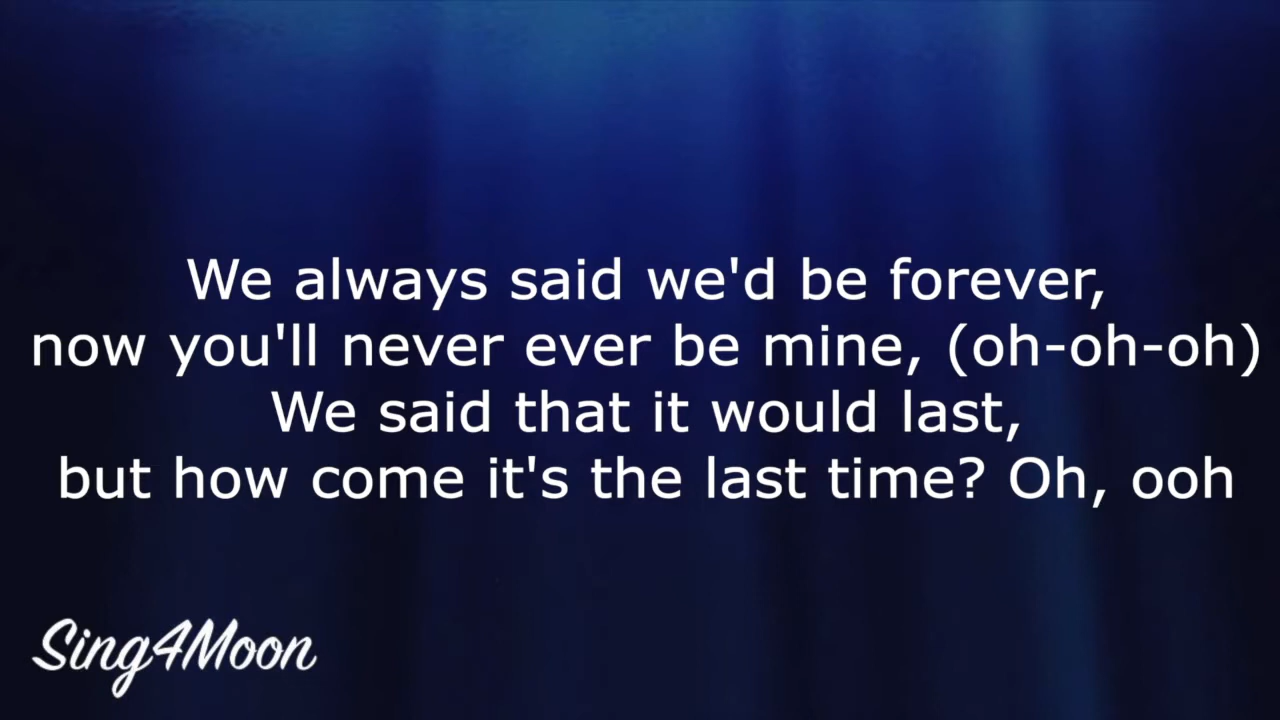 We always said we'd be forever,
now you'll never ever be mine, (oh-oh-oh)
We said that it would last,
but how come it's the last time? Oh, ooh
Sing4Moon